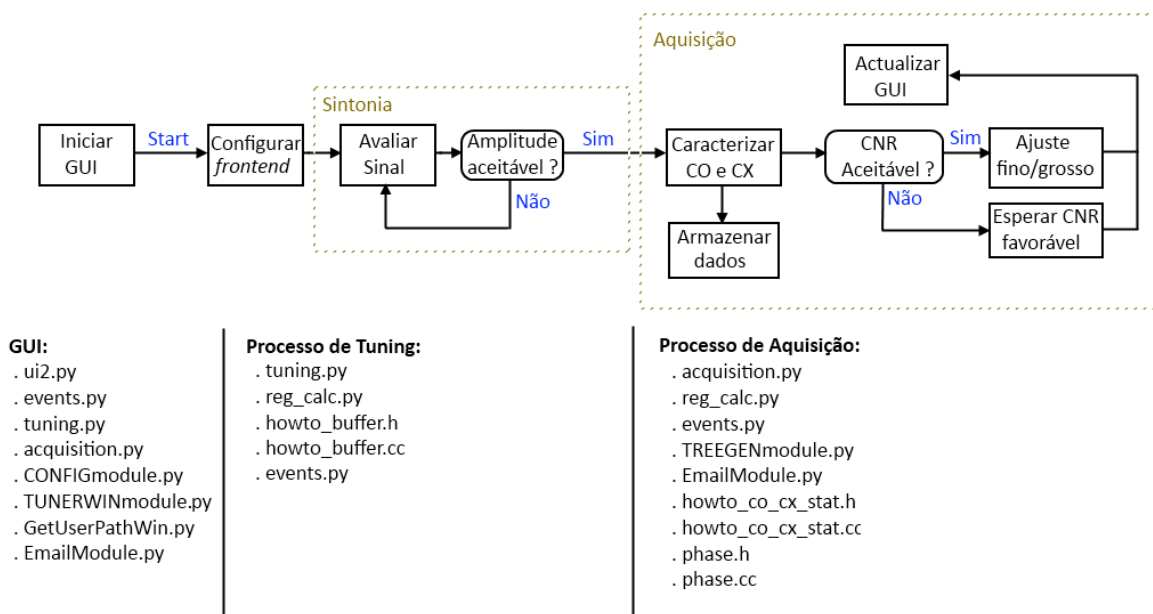 Aquisição
Actualizar
GUI
Sintonia
Iniciar
GUI
Start
Configurar
frontend
Avaliar
Sinal
Amplitude
aceitável ?
Sim
Não
Caracterizar
CO e CX
CNR
Aceitável ?
Sim
Não
Ajuste
fino/grosso
Armazenar
dados
Esperar CNR
favorável
GUI:
. ui2.py
. events.py
. tuning.py
. acquisition.py
. CONFIGmodule.py
. TUNERWINmodule.py
. GetUserPathWin.py
. EmailModule.py
Processo de Tuning:
. tuning.py
. reg_calc.py
. howto_buffer.h
. howto_buffer.cc
. events.py
Processo de Aquisição:
. acquisition.py
. reg_calc.py
. events.py
. TREEGENmodule.py
. EmailModule.py
. howto_co_cx_stat.h
. howto_co_cx_stat.cc
. phase.h
. phase.cc